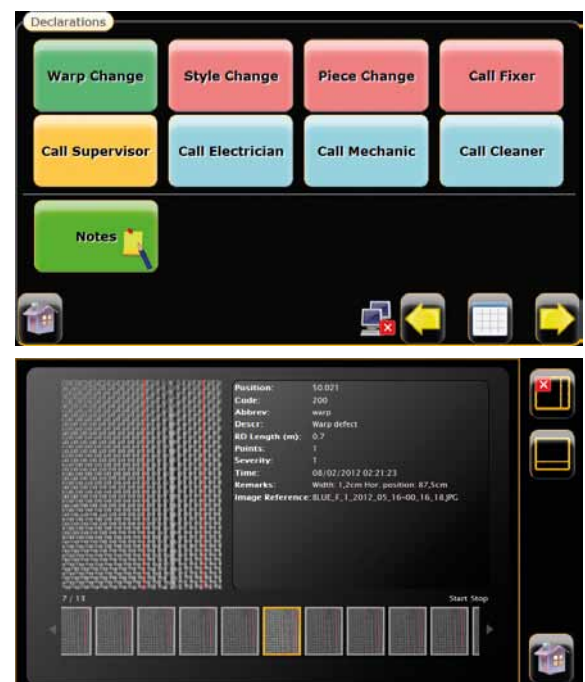 Declarations
Warp Change Style Change Piece Change Call Fixer
Call Supervisor Call Electrician Call Mechanic Call Cleaner
Notes
Position: 50.021
Code: 200
Abbrev: warp
Descr: Warp defect
RD Length (m): 0.7
Points: 1
Severity: 1
Time: 08/02/2012 02:21:23
Remarks: Width: 1,2cm Hor. position: 87,5cm
Image Reference: BLUE_F_1_2012_05_16-00_16_18.JPG
7 / 13 Start Stop